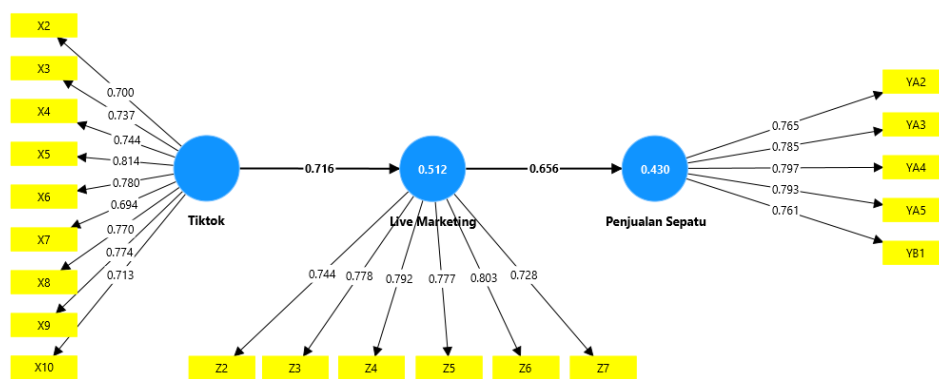 X2
X3
X4
X5
X6
X7
X8
X9
X10
0.700
0.737
0.744
0.814
0.780
0.694
0.770
0.774
0.713
Tiktok
0.716
0.512
Live Marketing
0.656
0.430
Penjualan Sepatu
0.765
0.785
0.797
0.793
0.761
YA2
YA3
YA4
YA5
YB1
0.744
0.778
0.792
0.777
0.803
0.728
Z2
Z3
Z4
Z5
Z6
Z7